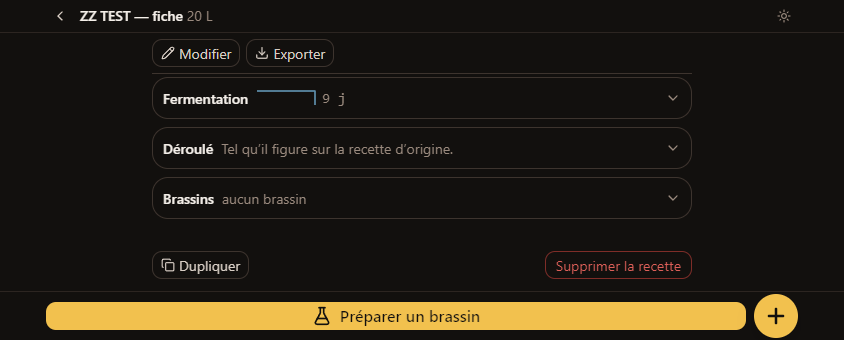 ZZ TEST — fiche 20 L
Modifier Exporter
Fermentation 9 j
Déroulé Tel qu’il figure sur la recette d’origine.
Brassins aucun brassin
Dupliquer Supprimer la recette
Préparer un brassin